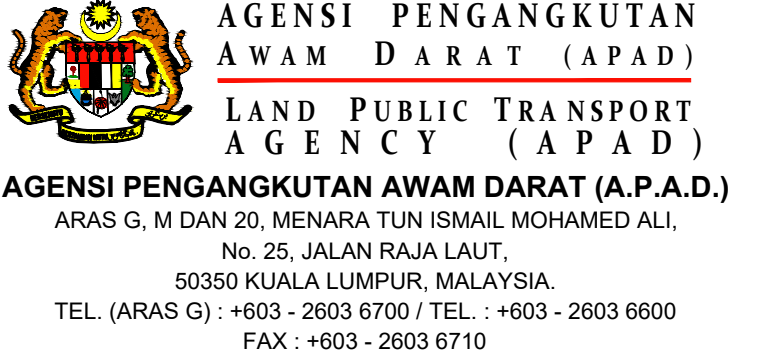 AGENSI PENGANGKUTAN
AWAM DARAT (APAD)
LAND PUBLIC TRANSPORT
AGENCY (APAD)
AGENSI PENGANGKUTAN AWAM DARAT (A.P.A.D.)
ARAS G, M DAN 20, MENARA TUN ISMAIL MOHAMED ALI,
No. 25, JALAN RAJA LAUT,
50350 KUALA LUMPUR, MALAYSIA.
TEL. (ARAS G) : +603 - 2603 6700 / TEL. : +603 - 2603 6600
FAX : +603 - 2603 6710